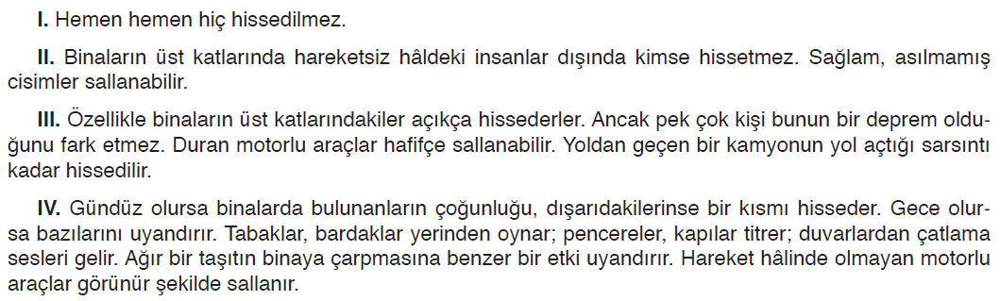 I. Hemen hemen hiç hissedilmez.
II. Binaların üst katlarında hareketsiz hâldeki insanlar dışında kimse hissetmez. Sağlam, asılmamış
cisimler sallanabilir.
III. Özellikle binaların üst katlarındakiler açıkça hissederler. Ancak pek çok kişi bunun bir deprem oldu-
ğunu fark etmez. Duran motorlu araçlar hafifçe sallanabilir. Yoldan geçen bir kamyonun yol açtığı sarsıntı
kadar hissedilir.
IV. Gündüz olursa binalarda bulunanların çoğunluğu, dışarıdakilerinse bir kısmı hisseder. Gece olur-
sa bazılarını uyandırır. Tabaklar, bardaklar yerinden oynar; pencereler, kapılar titrer; duvarlardan çatlama
sesleri gelir. Ağır bir taşıtın binaya çarpmasına benzer bir etki uyandırır. Hareket hâlinde olmayan motorlu
araçlar görünür şekilde sallanır.